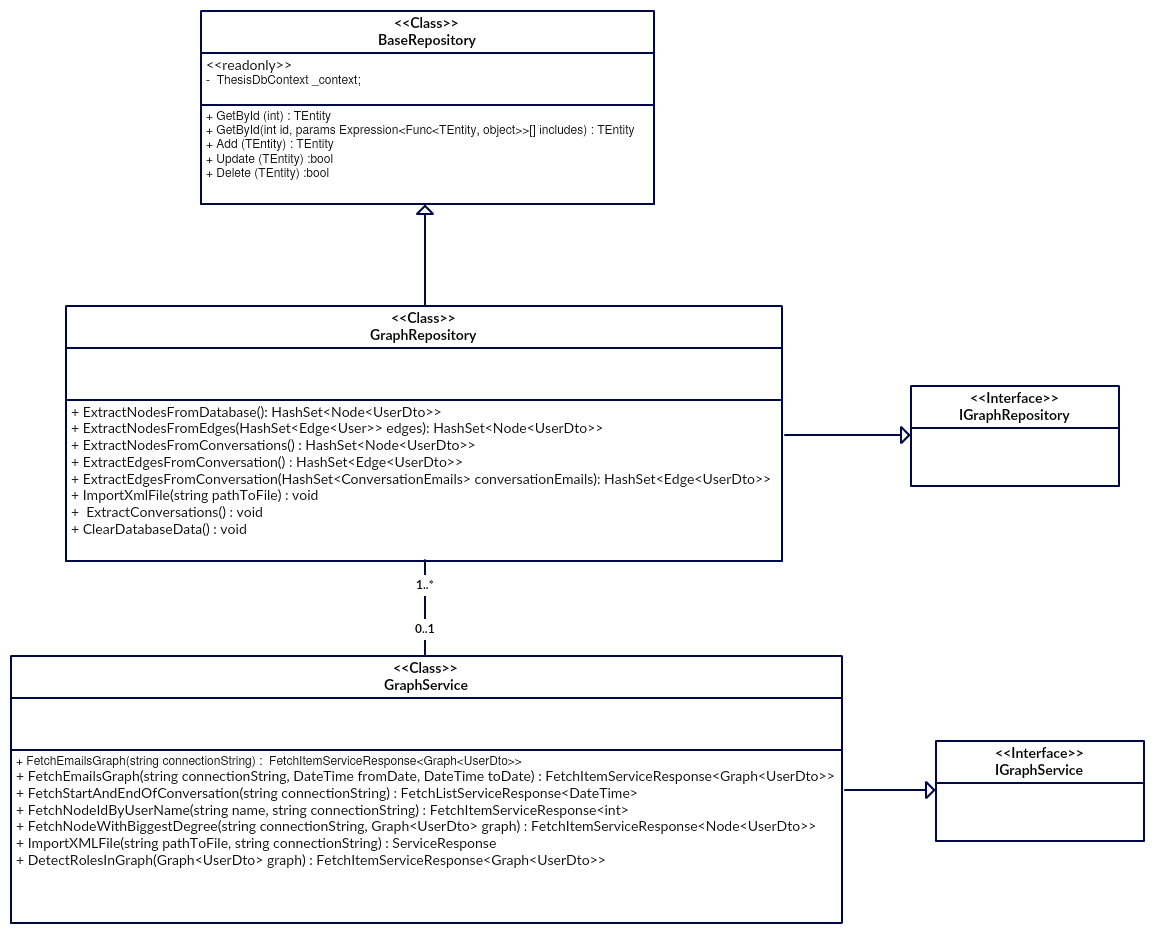 <<Class>>
BaseRepository
<<readonly>>
- ThesisDbContext _context;
+ GetById (int) : TEntity
+ GetById(int id, params Expression<Func<TEntity, object>>[] includes) : TEntity
+ Add (TEntity) : TEntity
+ Update (TEntity) :bool
+ Delete (TEntity) :bool
<<Class>>
GraphRepository
+ ExtractNodesFromDatabase(): HashSet<Node<UserDto>>
+ ExtractNodesFromEdges(HashSet<Edge<User>> edges): HashSet<Node<UserDto>>
+ ExtractNodesFromConversations() : HashSet<Node<UserDto>>
+ ExtractEdgesFromConversation() : HashSet<Edge<UserDto>>
+ ExtractEdgesFromConversation(HashSet<ConversationEmails> conversationEmails): HashSet<Edge<UserDto>>
+ ImportXmlFile(string pathToFile) : void
+ ExtractConversations() : void
+ ClearDatabaseData() : void
<<Interface>>
IGraphRepository
1..*
0..1
<<Class>>
GraphService
+ FetchEmailsGraph(string connectionString) : FetchItemServiceResponse<Graph<UserDto>>
+ FetchEmailsGraph(string connectionString, DateTime fromDate, DateTime toDate) : FetchItemServiceResponse<Graph<UserDto>>
+ FetchStartAndEndOfConversation(string connectionString) : FetchListServiceResponse<DateTime>
+ FetchNodeIdByUserName(string name, string connectionString) : FetchItemServiceResponse<int>
+ FetchNodeWithBiggestDegree(string connectionString, Graph<UserDto> graph) : FetchItemServiceResponse<Node<UserDto>>
+ ImportXMLFile(string pathToFile, string connectionString) : ServiceResponse
+ DetectRolesInGraph(Graph<UserDto> graph) : FetchItemServiceResponse<Graph<UserDto>>
<<Interface>>
IGraphService